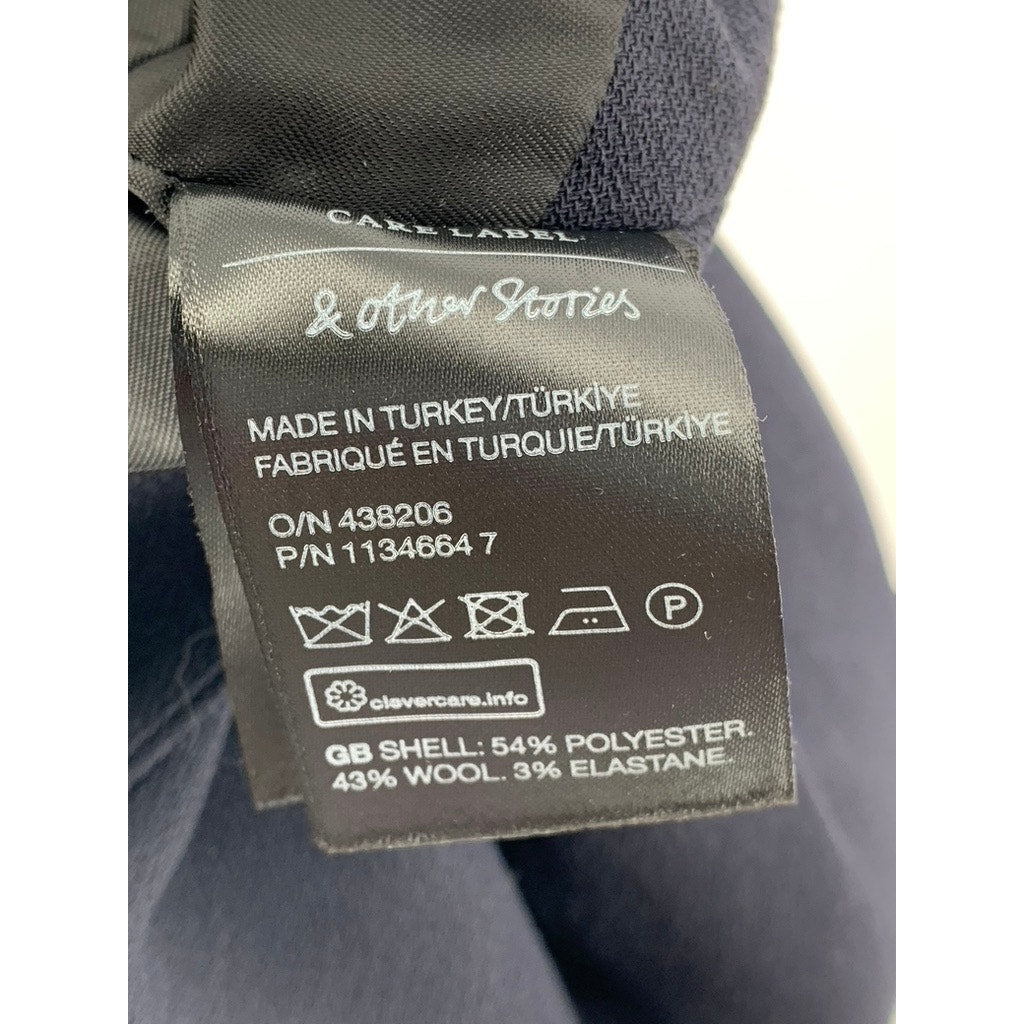 CARE LABEL.
& other Stories
MADE IN TURKEY/TÜRKİYE
FABRIQUÉ EN TURQUIE/TÜRKİYE
O/N 438206
P/N 1134664 7
P
clevercare.info
GB SHELL: 54% POLYESTER.
43% WOOL. 3% ELASTANE.